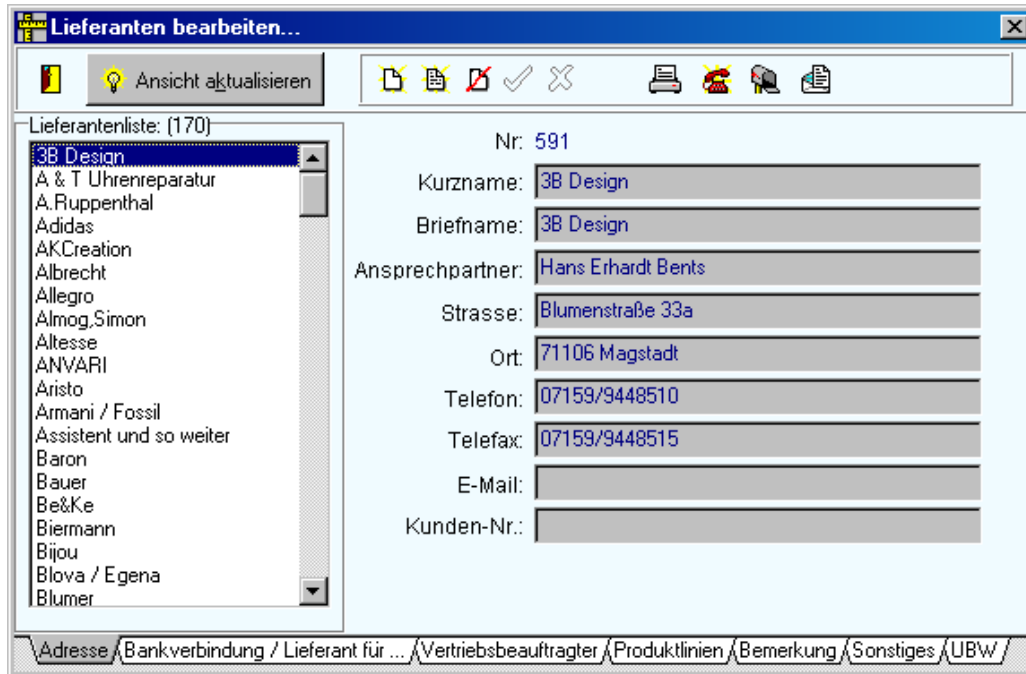 Lieferanten bearbeiten...
Ansicht aktualisieren
Lieferantenliste: (170)
3B Design
A & T Uhrenreparatur
A.Ruppenthal
Adidas
AKCreation
Albrecht
Allegro
Almog,Simon
Altesse
ANVARI
Aristo
Armani / Fossil
Assistent und so weiter
Baron
Bauer
Be&Ke
Biermann
Bijou
Blova / Egena
Blumer
Nr: 591
Kurzname: 3B Design
Briefname: 3B Design
Ansprechpartner: Hans Erhardt Bents
Strasse: Blumenstraße 33a
Ort: 71106 Magstadt
Telefon: 07159/9448510
Telefax: 07159/9448515
E-Mail:
Kunden-Nr.:
Adresse Bankverbindung / Lieferant für ... Vertriebsbeauftragter Produktlinien Bemerkung Sonstiges UBW